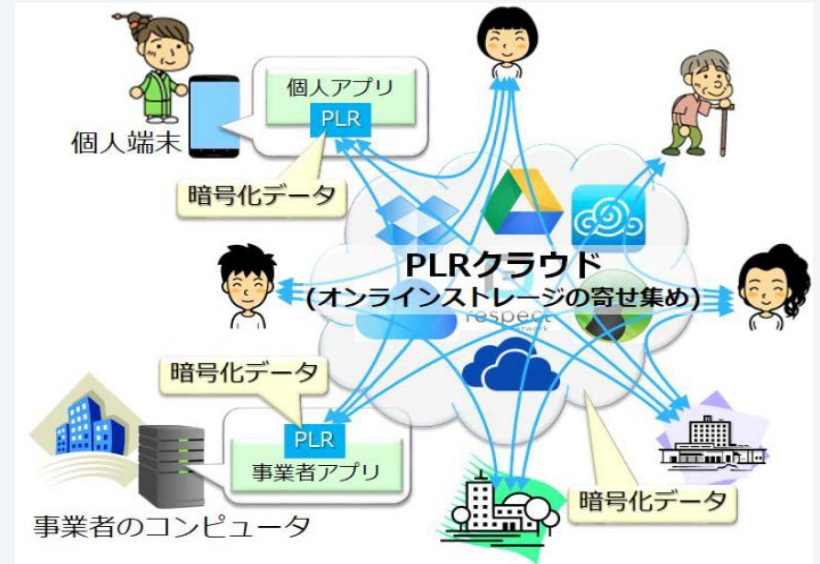 個人アプリ
PLR
個人端末
暗号化データ
PLRクラウド
(オンラインストレージの寄せ集め)
respect
network
暗号化データ
PLR
事業者アプリ
暗号化データ
事業者のコンピュータ